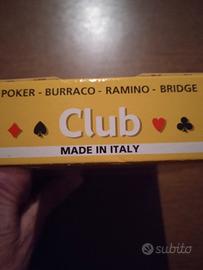 POKER - BURRACO - RAMINO - BRIDGE
Club
MADE IN ITALY
subito